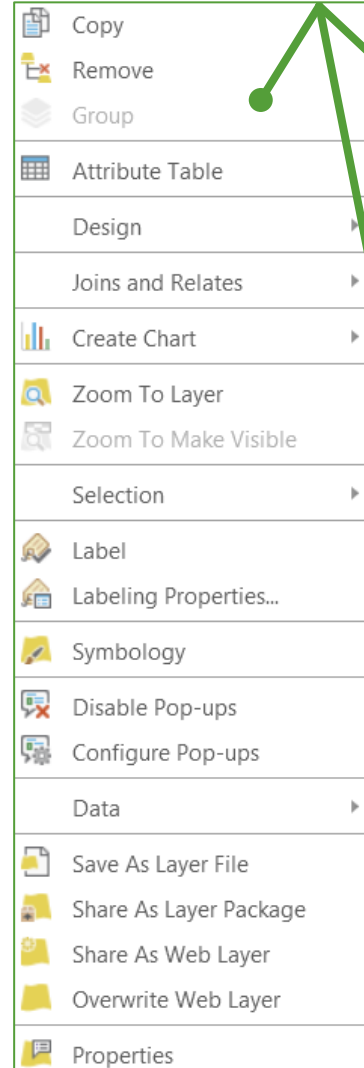 Copy
Remove
Group
Attribute Table
Design
Joins and Relates
Create Chart
Zoom To Layer
Zoom To Make Visible
Selection
Label
Labeling Properties...
Symbology
Disable Pop-ups
Configure Pop-ups
Data
Save As Layer File
Share As Layer Package
Share As Web Layer
Overwrite Web Layer
Properties